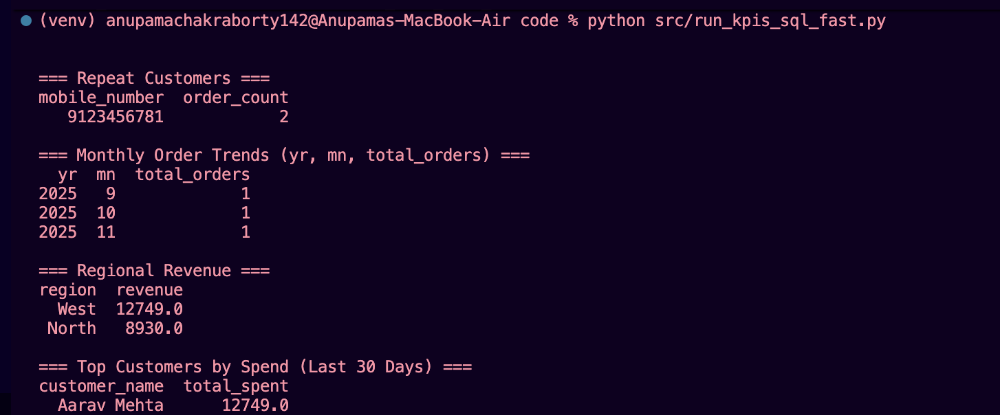 (venv) anupamachakraborty142@Anupamas-MacBook-Air code % python src/run_kpis_sql_fast.py
=== Repeat Customers ===
mobile_number order_count
9123456781 2
=== Monthly Order Trends (yr, mn, total_orders) ===
yr mn total_orders
2025 9 1
2025 10 1
2025 11 1
=== Regional Revenue ===
region revenue
West 12749.0
North 8930.0
=== Top Customers by Spend (Last 30 Days) ===
customer_name total_spent
Aarav Mehta 12749.0